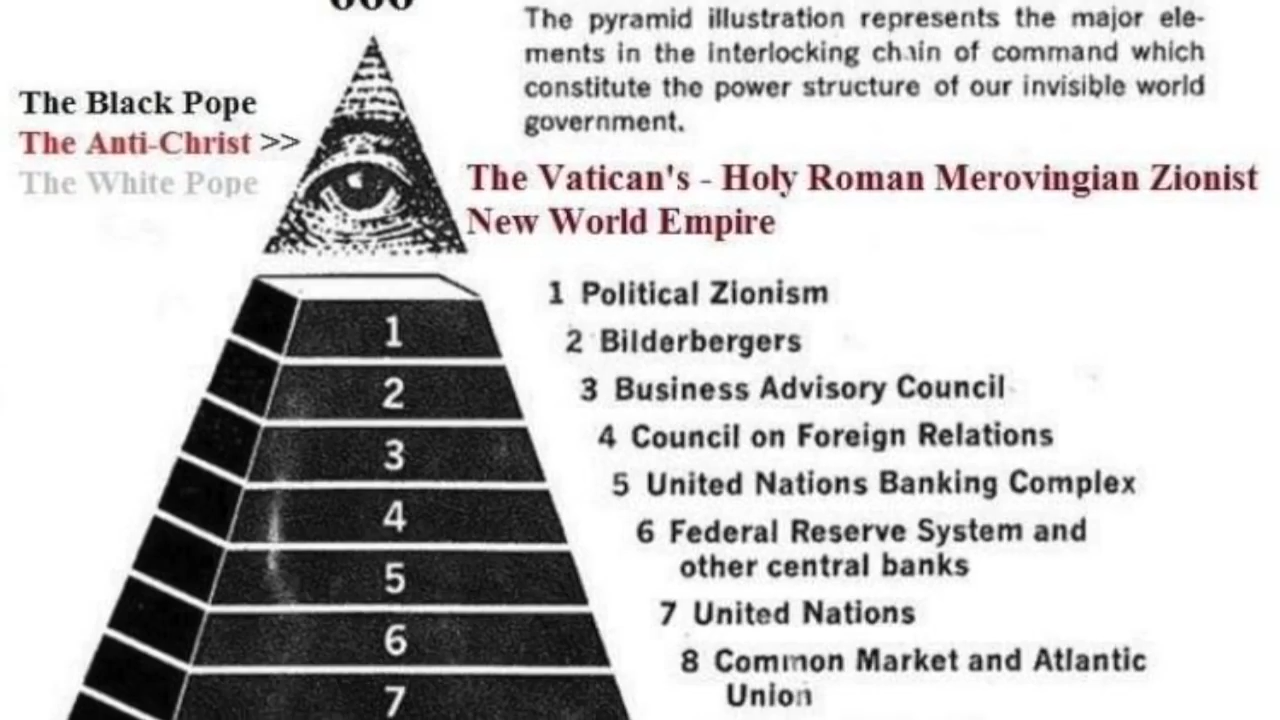 666
The pyramid illustration represents the major ele-
ments in the interlocking chain of command which
constitute the power structure of our invisible world
government.
The Black Pope
The Anti-Christ >>
The White Pope
The Vatican's - Holy Roman Merovingian Zionist
New World Empire
1 Political Zionism
2 Bilderbergers
3 Business Advisory Council
4 Council on Foreign Relations
5 United Nations Banking Complex
6 Federal Reserve System and
other central banks
7 United Nations
8 Common Market and Atlantic
Union
1
2
3
4
5
6
7